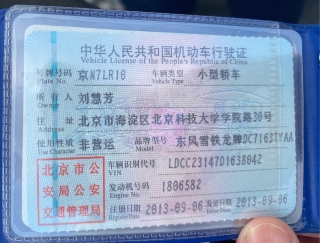 中华人民共和国机动车行驶证
Vehicle License of the People's Republic of China
号牌号码 京N7LR10 车辆类型 小型轿车
Plate No. Vehicle Type
所有人 刘慧芳
Owner
住址 北京市海淀区北京科技大学学院路30号
Address
使用性质 非营运 品牌型号 东风雪铁龙牌DC7163TYAA
Use Character Model
车辆识别代号 LDCC23147D1638042
VIN
北京市公
安局公安
交通管理局
发动机号码 1806582
Engine No.
注册日期 2013-09-06 发证日期 2013-09-06
Register Date Issue Date